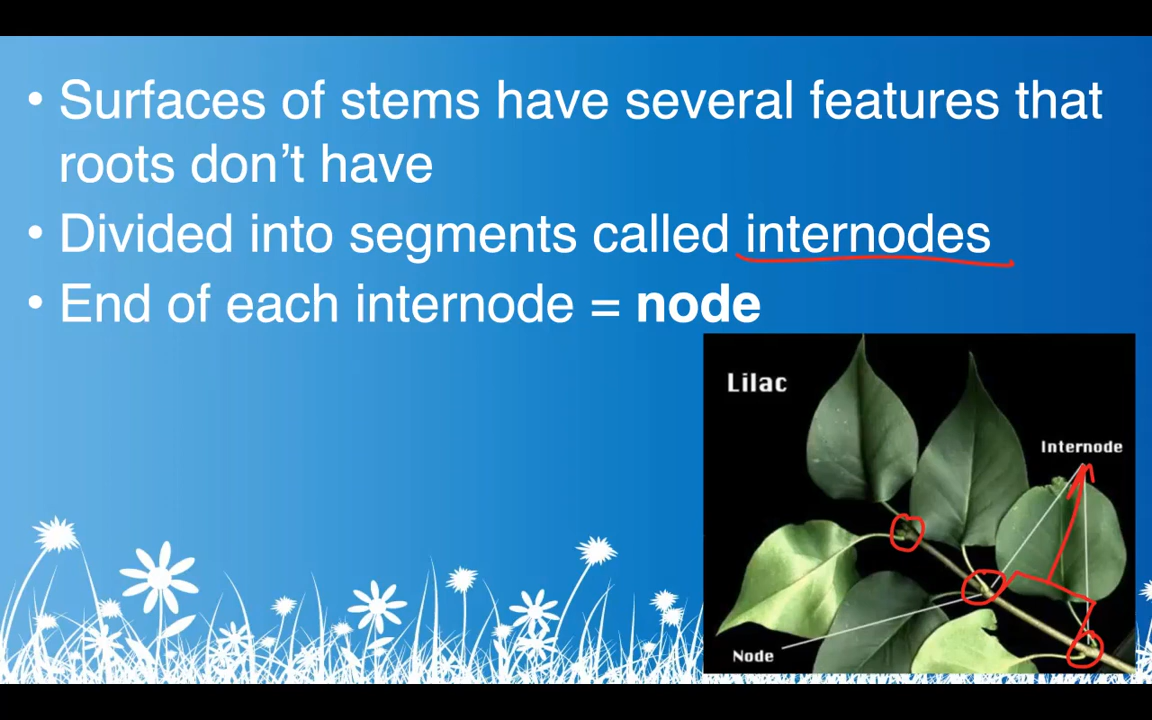 • Surfaces of stems have several features that
roots don’t have
• Divided into segments called internodes
• End of each internode = node
Lilac
Internode
Node